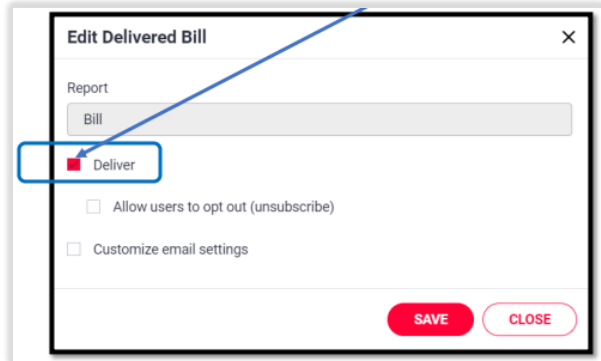 Edit Delivered Bill
Report
Bill
Deliver
Allow users to opt out (unsubscribe)
Customize email settings
SAVE CLOSE